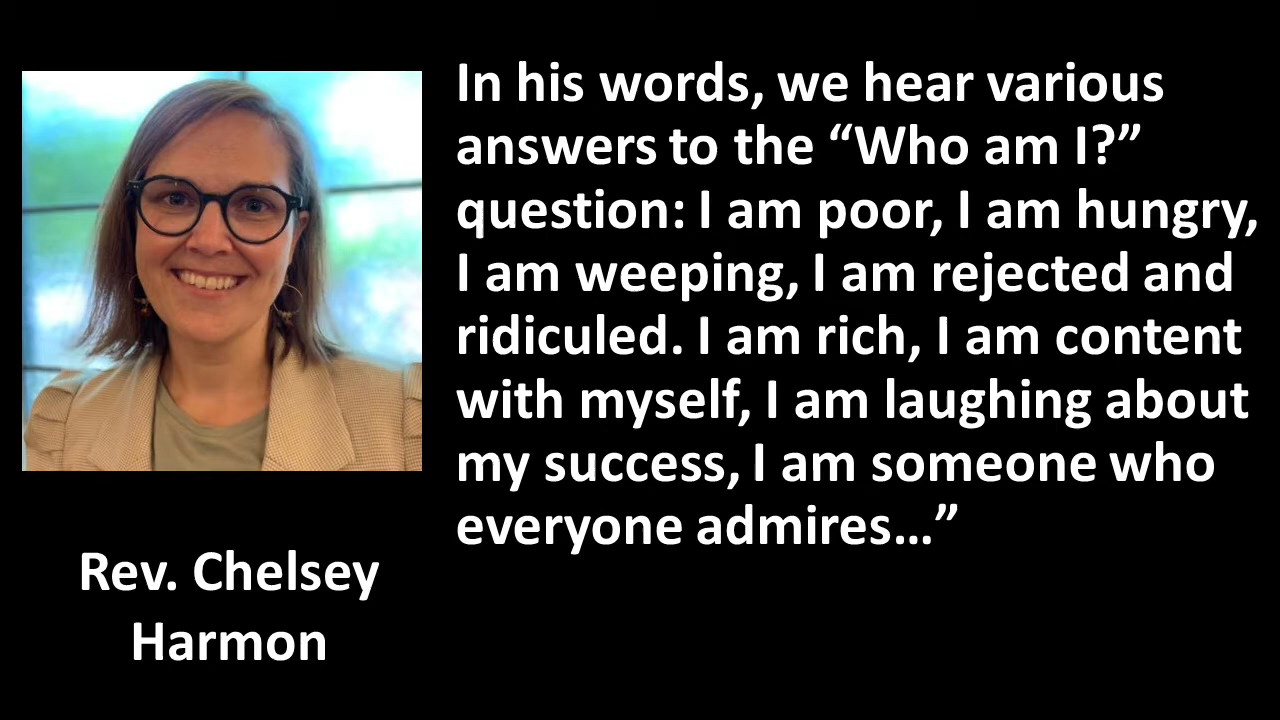 In his words, we hear various
answers to the “Who am I?”
question: I am poor, I am hungry,
I am weeping, I am rejected and
ridiculed. I am rich, I am content
with myself, I am laughing about
my success, I am someone who
everyone admires…”
Rev. Chelsey
Harmon